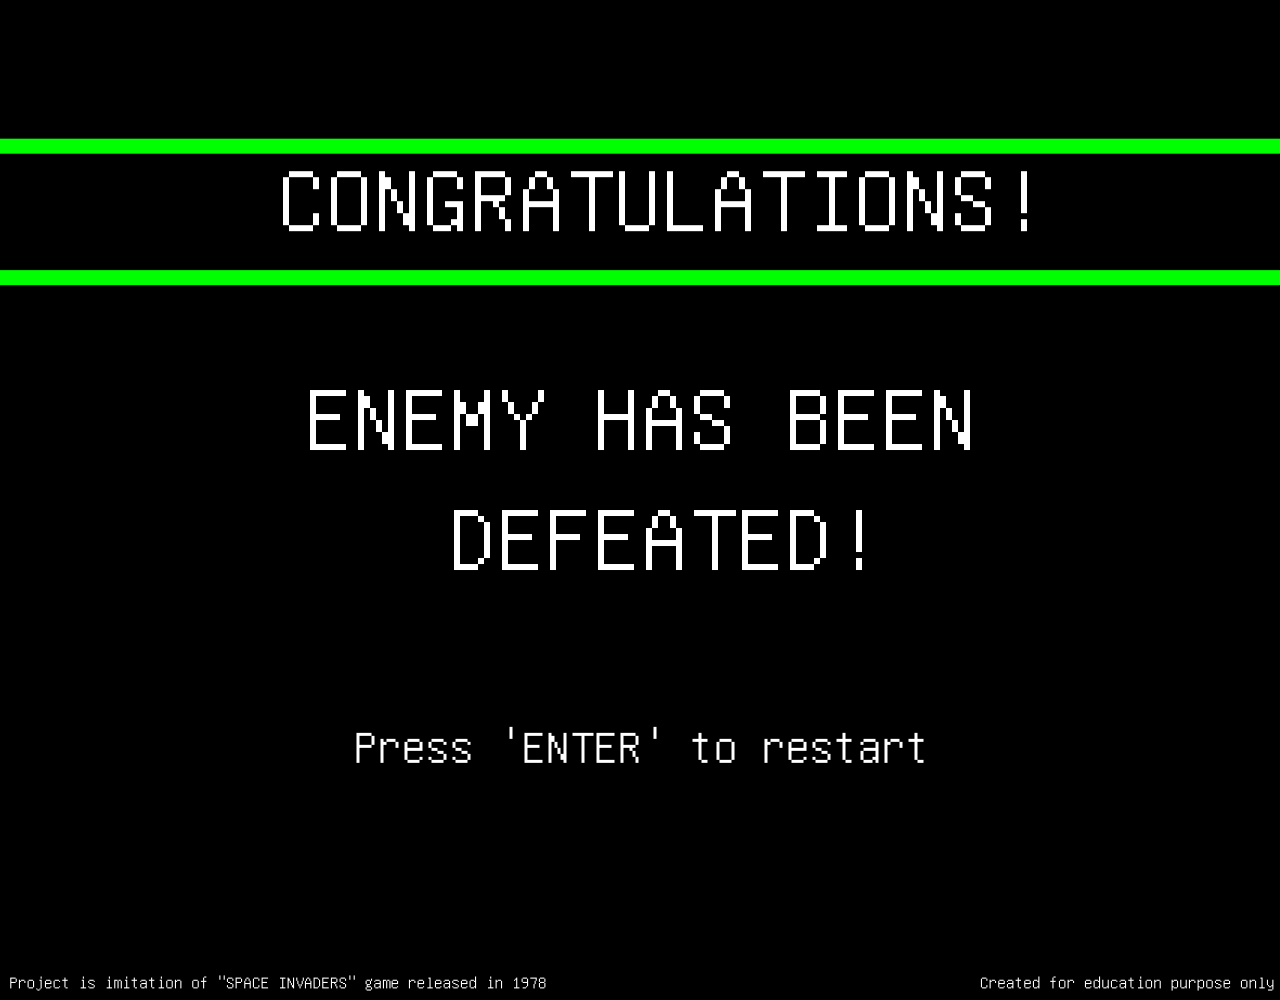 CONGRATULATIONS!
ENEMY HAS BEEN
DEFEATED!
Press 'ENTER' to restart
Project is imitation of "SPACE INVADERS" game released in 1978
Created for education purpose only